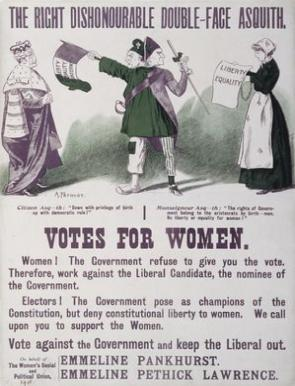 THE RIGHT DISHONOURABLE DOUBLE-FACE ASQUITH.
LIBERTY
EQUALITY
A Patriot
Citizen Asq—th: "Down with privilege of birth
up with democratic rule!"
Monseigneur Asq—th: "The rights of Govern-
ment belong to the aristocrats by birth—men.
No liberty or equality for women!"
VOTES FOR WOMEN.
Women! The Government refuse to give you the vote.
Therefore, work against the Liberal Candidate, the nominee of
the Government.
Electors! The Government pose as champions of the
Constitution, but deny constitutional liberty to women. We call
upon you to support the Women.
Vote against the Government and keep the Liberal out.
On behalf of
The Women's Social
and
Political Union,
EMMELINE PANKHURST.
EMMELINE PETHICK LAWRENCE.